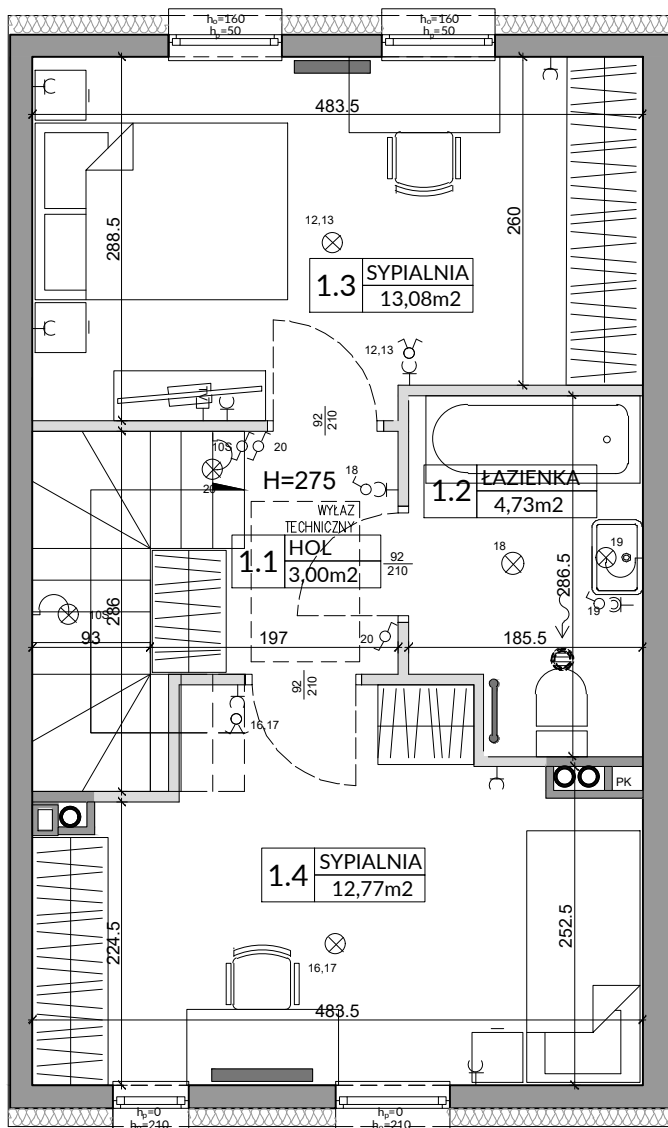 hₒ=160
hₚ=50
hₒ=160
hₚ=50
483.5
288.5
260
12,13
1.3 SYPIALNIA
13,08m2
12,13
92
210
10S
20
20
H=275
18
1.2 ŁAZIENKA
4,73m2
WYŁAZ
TECHNICZNY
1.1 HOL
3,00m2
92
210
18
19
286.5
286
10S
19
93
197
20
185.5
92
210
16,17
PK
1.4 SYPIALNIA
12,77m2
224.5
252.5
16,17
483.5
hₚ=0
hₒ=210
hₚ=0
hₒ=210